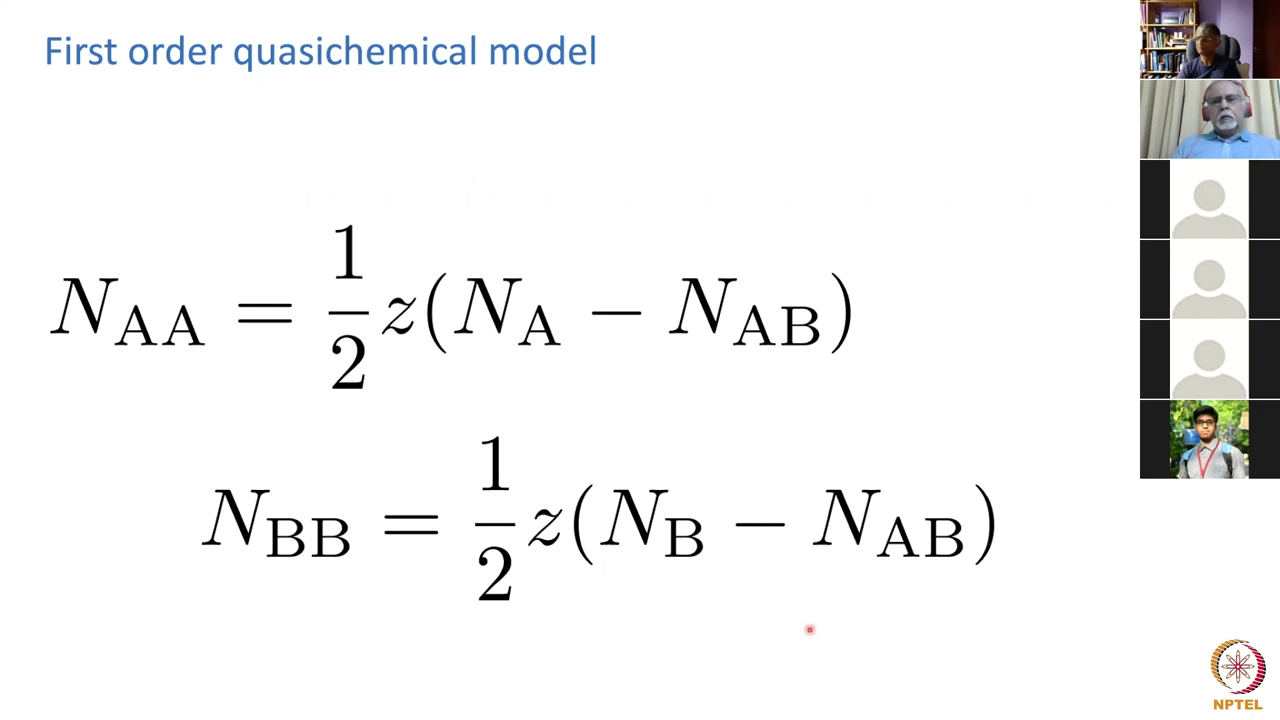 First order quasichemical model
N_AA = 1/2 z(N_A − N_AB)
N_BB = 1/2 z(N_B − N_AB)
NPTEL